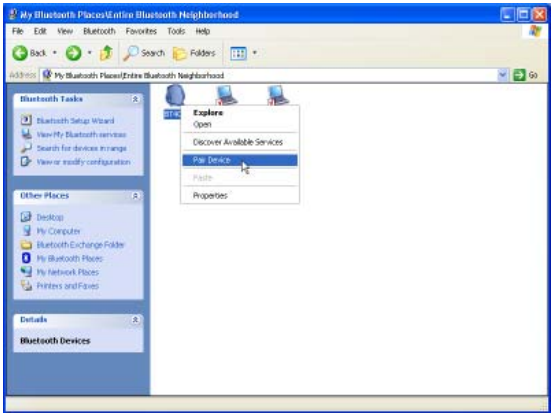 My Bluetooth Places\Entire Bluetooth Neighborhood
File Edit View Bluetooth Favorites Tools Help
Back Search Folders
Address My Bluetooth Places\Entire Bluetooth Neighborhood Go
Bluetooth Tasks
Bluetooth Setup Wizard
View My Bluetooth services
Search for devices in range
View or modify configuration
Other Places
Desktop
My Computer
Bluetooth Exchange Folder
My Bluetooth Places
My Network Places
Printers and Faxes
Details
Bluetooth Devices
Explore
Open
Discover Available Services
Pair Device
Paste
Properties